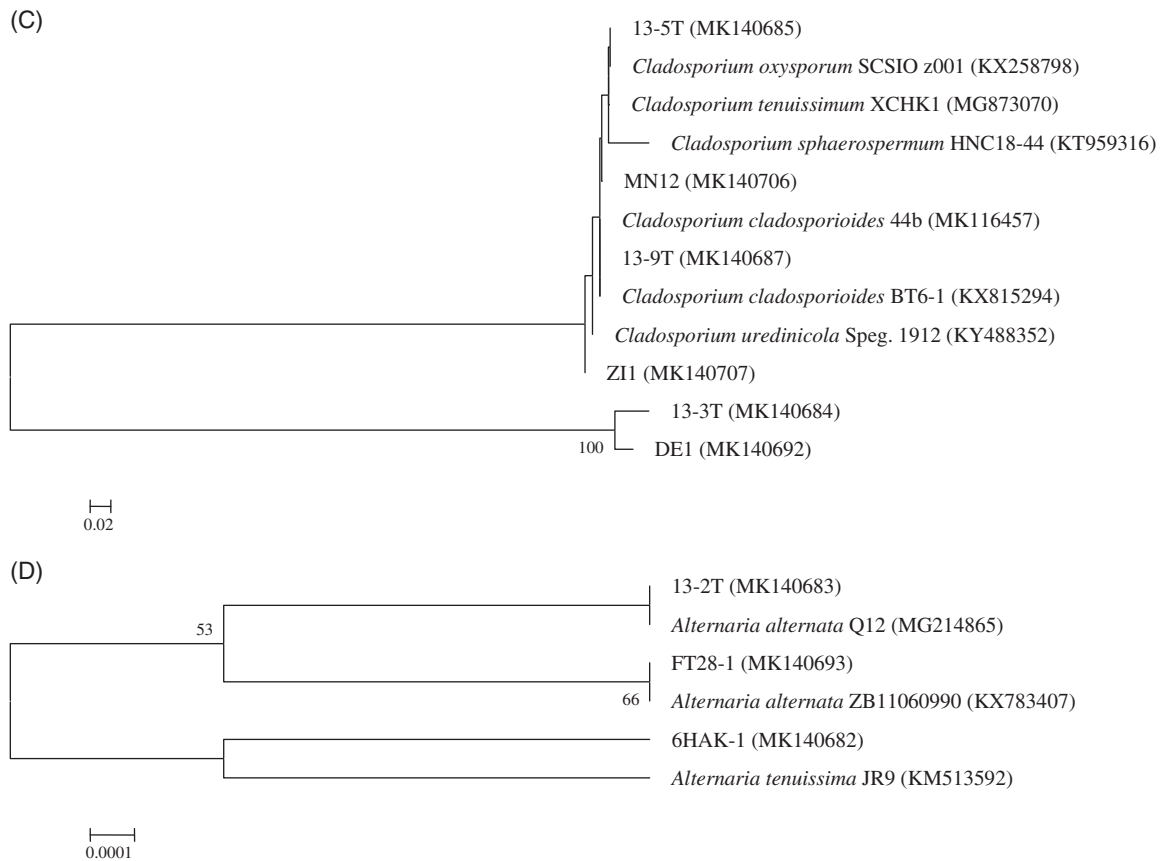 (C)
13-5T (MK140685)
Cladosporium oxysporum SCSIO z001 (KX258798)
Cladosporium tenuissimum XCHK1 (MG873070)
Cladosporium sphaerospermum HNC18-44 (KT959316)
MN12 (MK140706)
Cladosporium cladosporioides 44b (MK116457)
13-9T (MK140687)
Cladosporium cladosporioides BT6-1 (KX815294)
Cladosporium uredinicola Speg. 1912 (KY488352)
ZI1 (MK140707)
13-3T (MK140684)
100
DE1 (MK140692)
0.02
(D)
13-2T (MK140683)
53
Alternaria alternata Q12 (MG214865)
FT28-1 (MK140693)
66
Alternaria alternata ZB11060990 (KX783407)
6HAK-1 (MK140682)
Alternaria tenuissima JR9 (KM513592)
0.0001